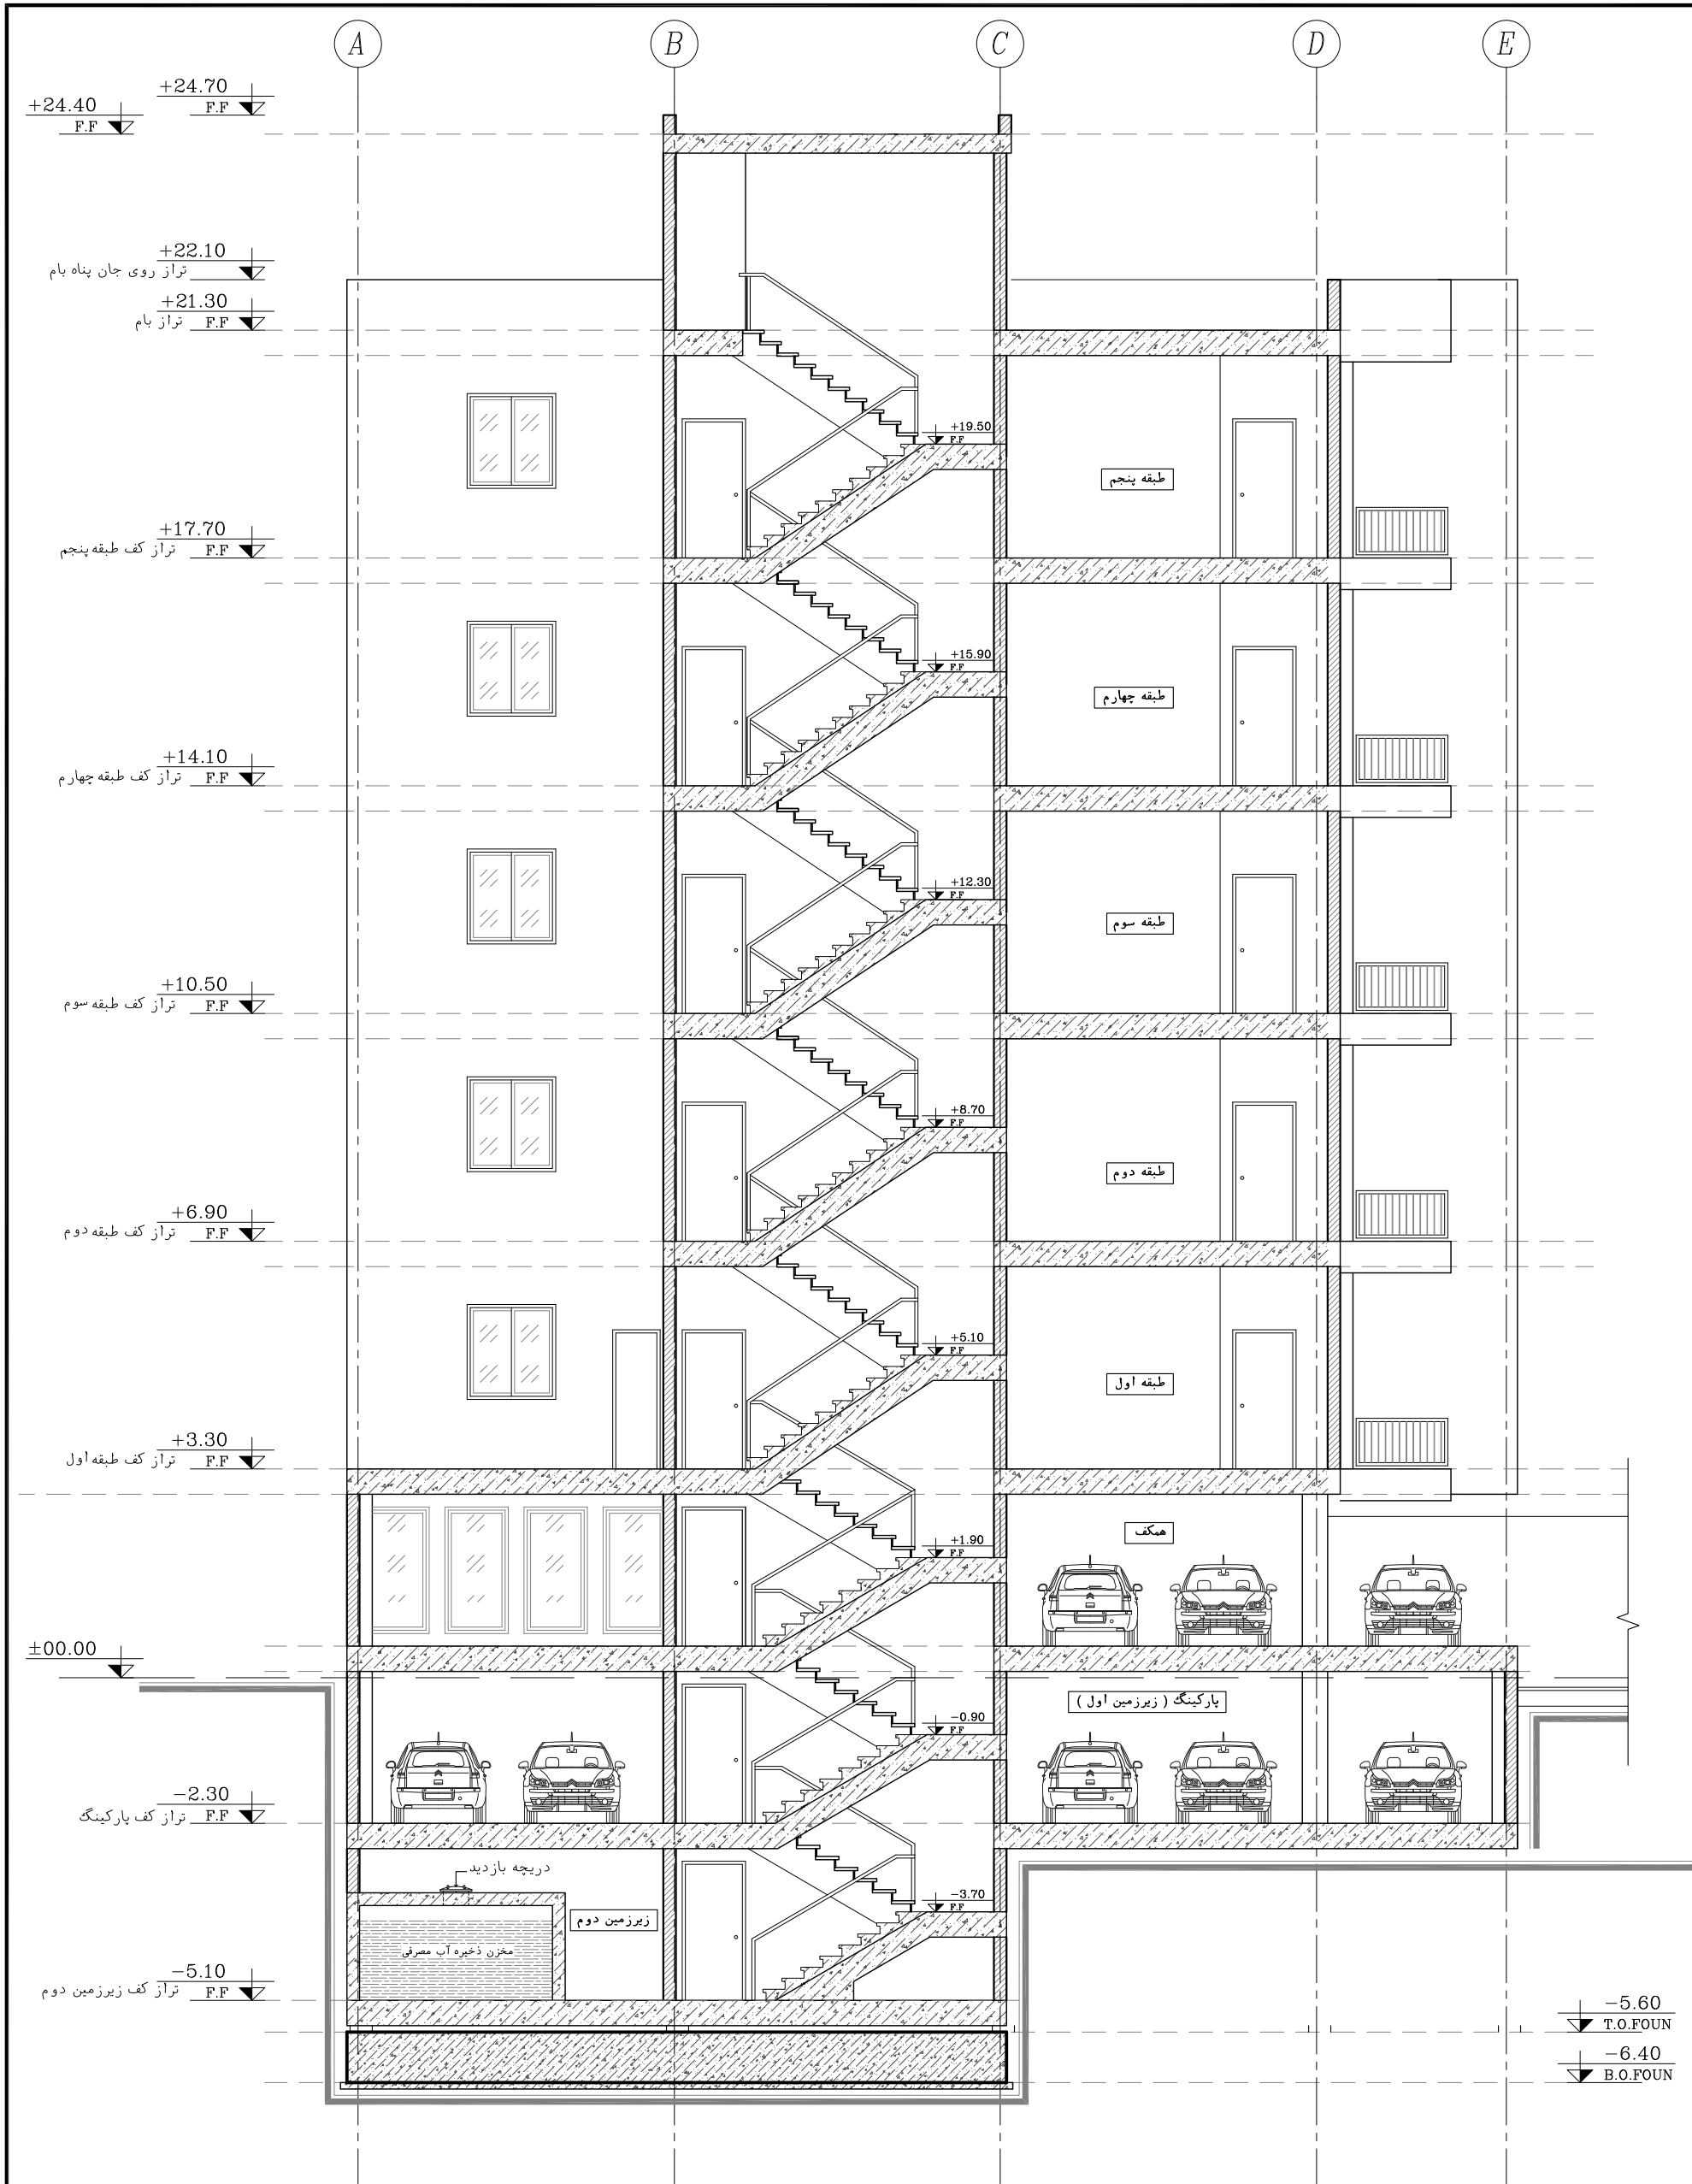 A B C D E
+24.70
F.F
+24.40
F.F
+22.10
تراز روی جان پناه بام
+21.30
تراز بام F.F
+19.50
F.F
طبقه پنجم
+17.70
تراز کف طبقه پنجم F.F
+15.90
F.F
طبقه چهارم
+14.10
تراز کف طبقه چهارم F.F
+12.30
F.F
طبقه سوم
+10.50
تراز کف طبقه سوم F.F
+8.70
F.F
طبقه دوم
+6.90
تراز کف طبقه دوم F.F
+5.10
F.F
طبقه اول
+3.30
تراز کف طبقه اول F.F
همکف
+1.90
F.F
±00.00
پارکینگ ( زیرزمین اول )
-0.90
F.F
-2.30
تراز کف پارکینگ F.F
دریچه بازدید
-3.70
F.F
زیرزمین دوم
مخزن ذخیره آب مصرفی
-5.10
تراز کف زیرزمین دوم F.F
-5.60
T.O.FOUN
-6.40
B.O.FOUN